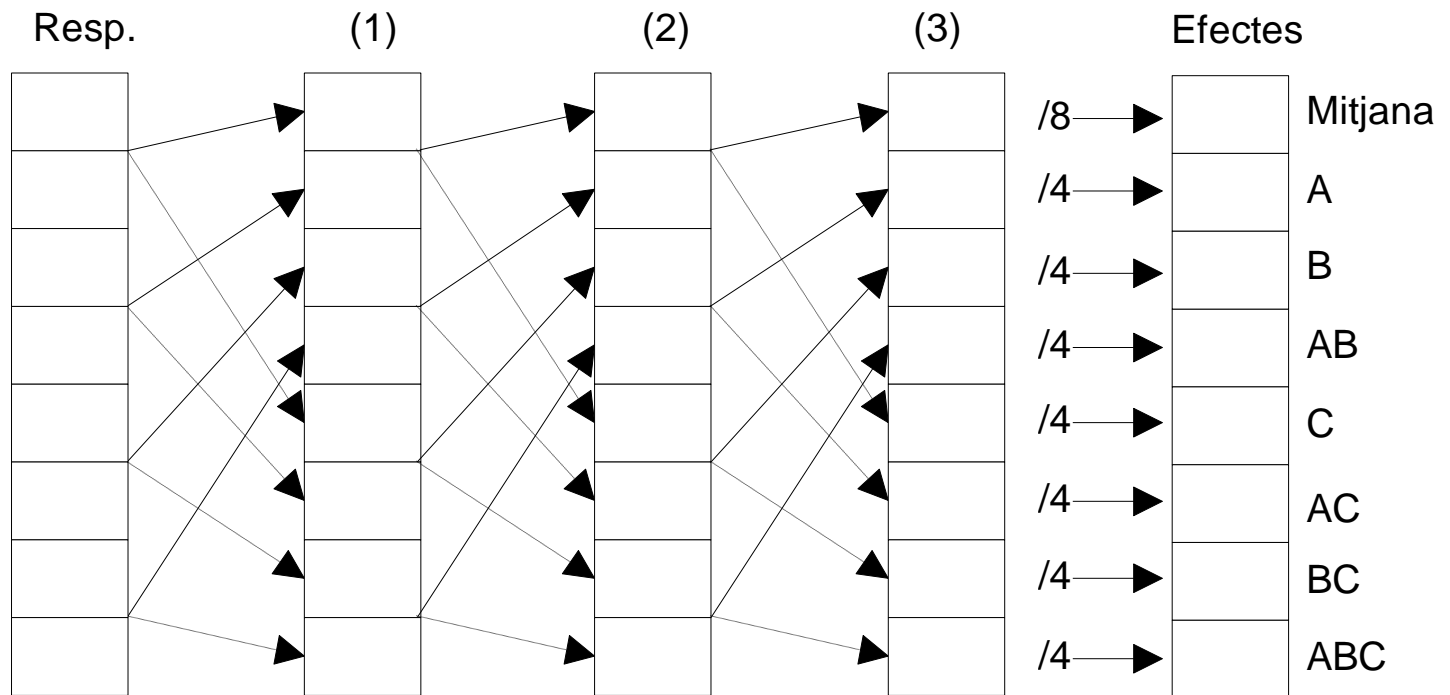 Resp. (1) (2) (3) Efectes
/8 Mitjana
/4 A
/4 B
/4 AB
/4 C
/4 AC
/4 BC
/4 ABC